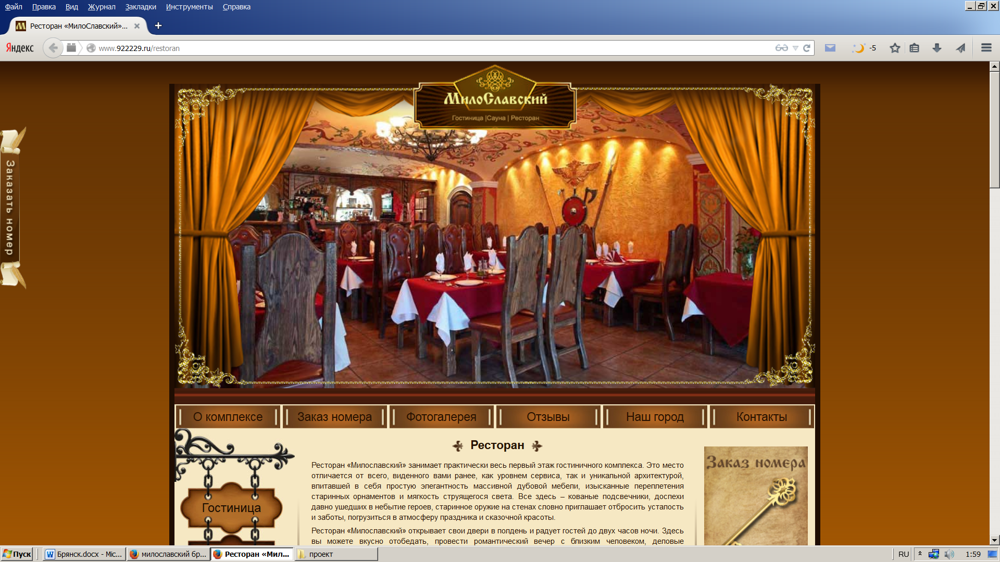 Файл Правка Вид Журнал Закладки Инструменты Справка
Ресторан «МилоСлавский»...
Яндекс
www.922229.ru/restoran
-5
МилоСлавский
Гостиница |Сауна | Ресторан
Заказать номер
О комплексе Заказ номера Фотогалерея Отзывы Наш город Контакты
Ресторан
Ресторан «Милославский» занимает практически весь первый этаж гостиничного комплекса. Это место
отличается от всего, виденного вами ранее, как уровнем сервиса, так и уникальной архитектурой,
впитавшей в себя простую элегантность массивной дубовой мебели, изысканные переплетения
старинных орнаментов и мягкость струящегося света. Все здесь – кованые подсвечники, доспехи
давно ушедших в небытие героев, старинное оружие на стенах словно приглашает отбросить усталость
и заботы, погрузиться в атмосферу праздника и сказочной красоты.
Ресторан «Милославский» открывает свои двери в полдень и радует гостей до двух часов ночи. Здесь
вы можете вкусно отобедать, провести романтический вечер с близким человеком, деловые
Гостиница
Заказ номера
Пуск
Брянск.docx - Mic...
милославский бр...
Ресторан «Мил...
проект
RU
1:59